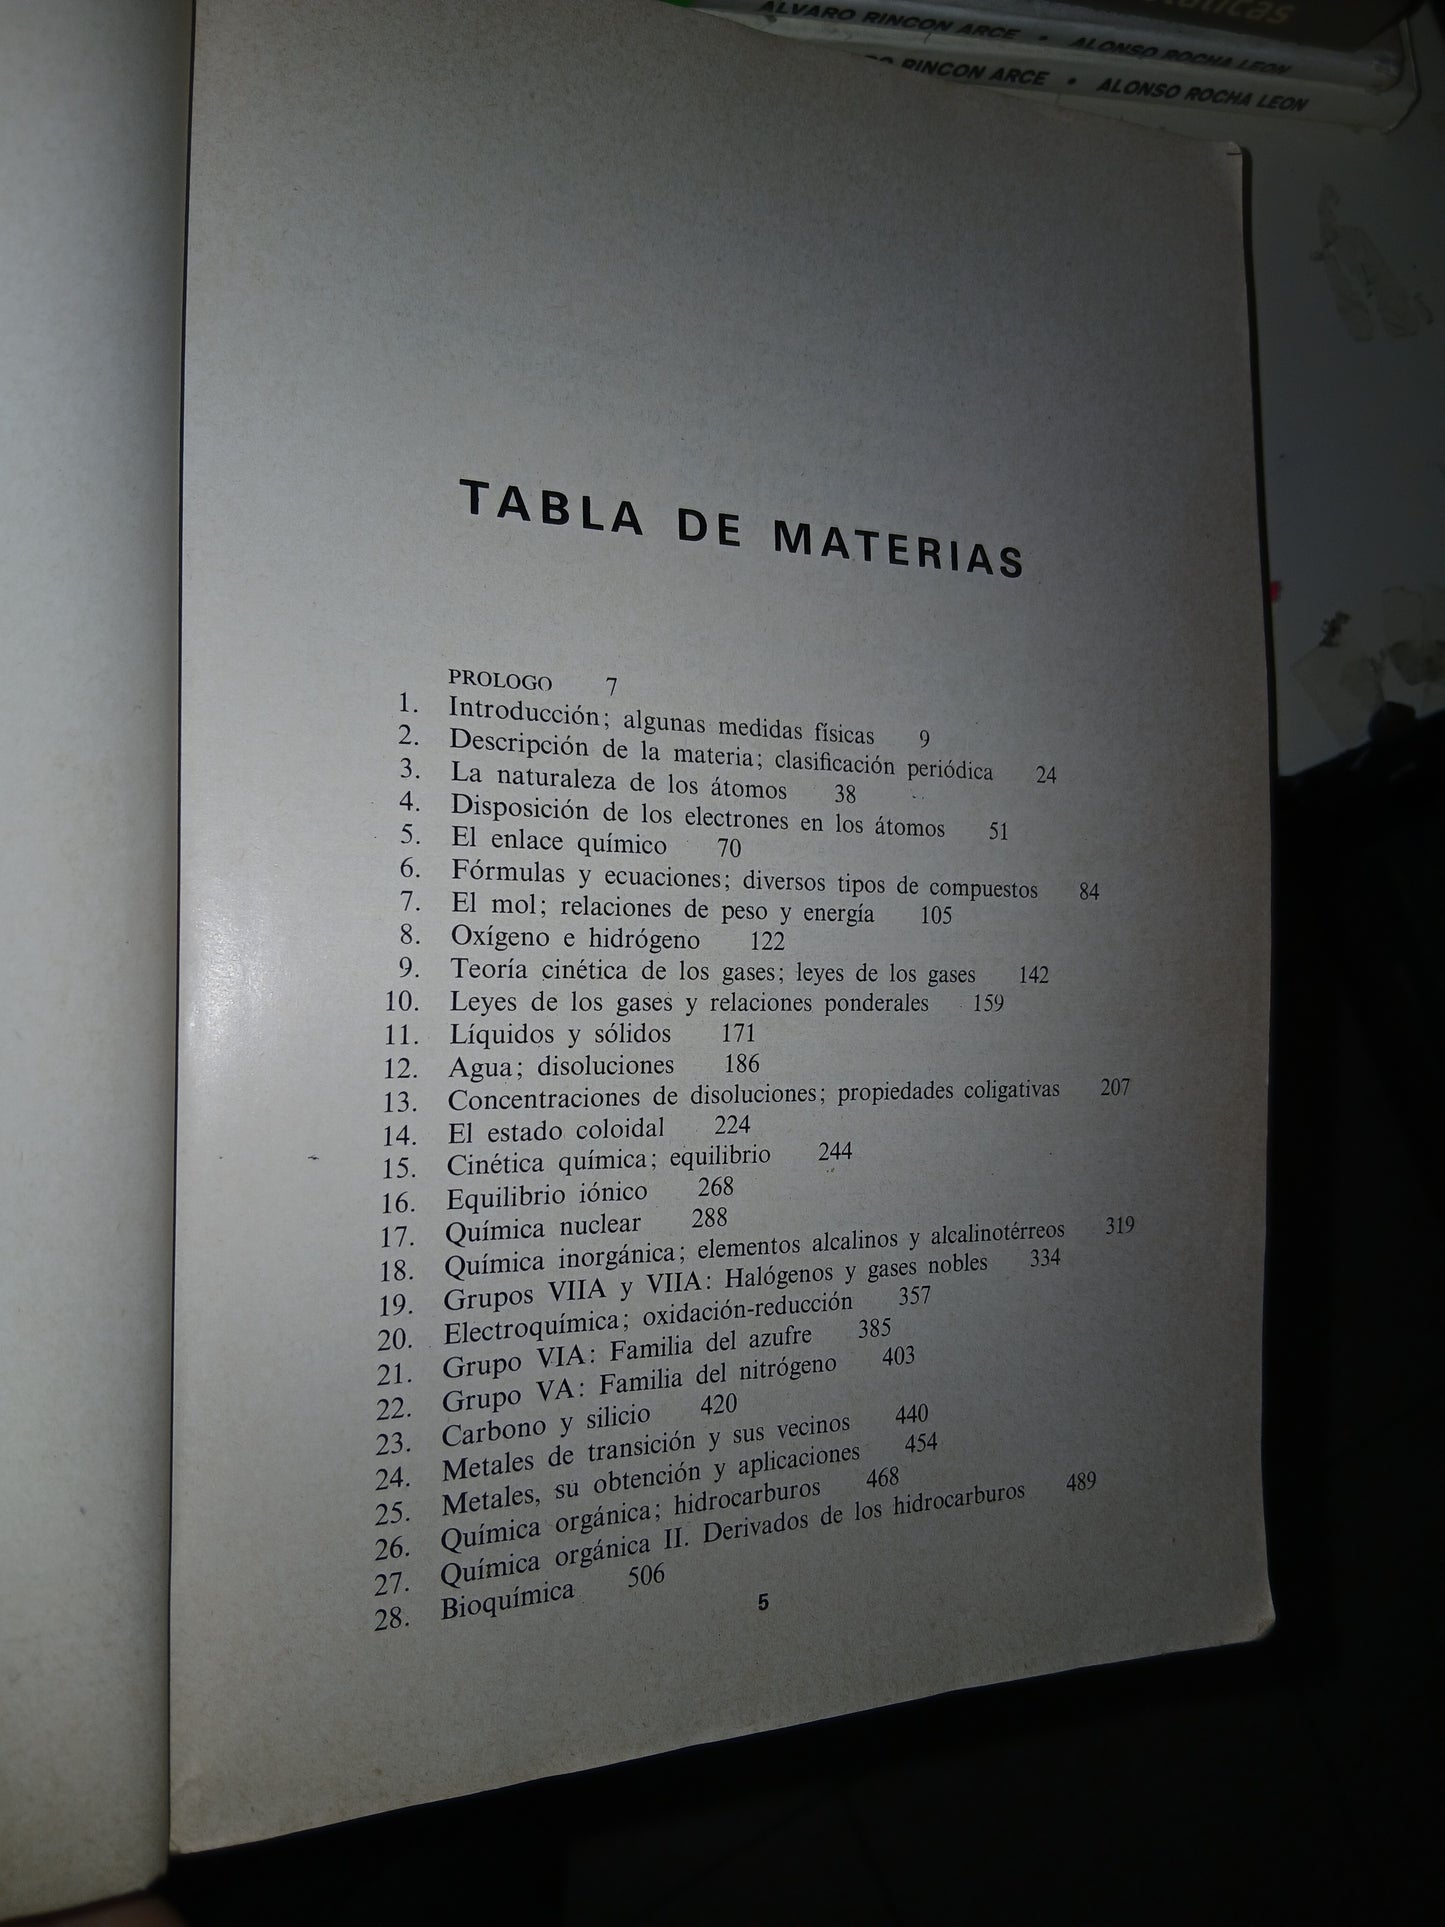 áticas
ALVARO RINCON ARCE • ALONSO ROCHA LEON
RINCON ARCE • ALONSO ROCHA LEON
TABLA DE MATERIAS
PROLOGO 7
1. Introducción; algunas medidas físicas 9
2. Descripción de la materia; clasificación periódica 24
3. La naturaleza de los átomos 38
4. Disposición de los electrones en los átomos 51
5. El enlace químico 70
6. Fórmulas y ecuaciones; diversos tipos de compuestos 84
7. El mol; relaciones de peso y energía 105
8. Oxígeno e hidrógeno 122
9. Teoría cinética de los gases; leyes de los gases 142
10. Leyes de los gases y relaciones ponderales 159
11. Líquidos y sólidos 171
12. Agua; disoluciones 186
13. Concentraciones de disoluciones; propiedades coligativas 207
14. El estado coloidal 224
15. Cinética química; equilibrio 244
16. Equilibrio iónico 268
17. Química nuclear 288
18. Química inorgánica; elementos alcalinos y alcalinotérreos 319
19. Grupos VIIA y VIIA: Halógenos y gases nobles 334
20. Electroquímica; oxidación-reducción 357
21. Grupo VIA: Familia del azufre 385
22. Grupo VA: Familia del nitrógeno 403
23. Carbono y silicio 420
24. Metales de transición y sus vecinos 440
25. Metales, su obtención y aplicaciones 454
26. Química orgánica; hidrocarburos 468
27. Química orgánica II. Derivados de los hidrocarburos 489
28. Bioquímica 506
5